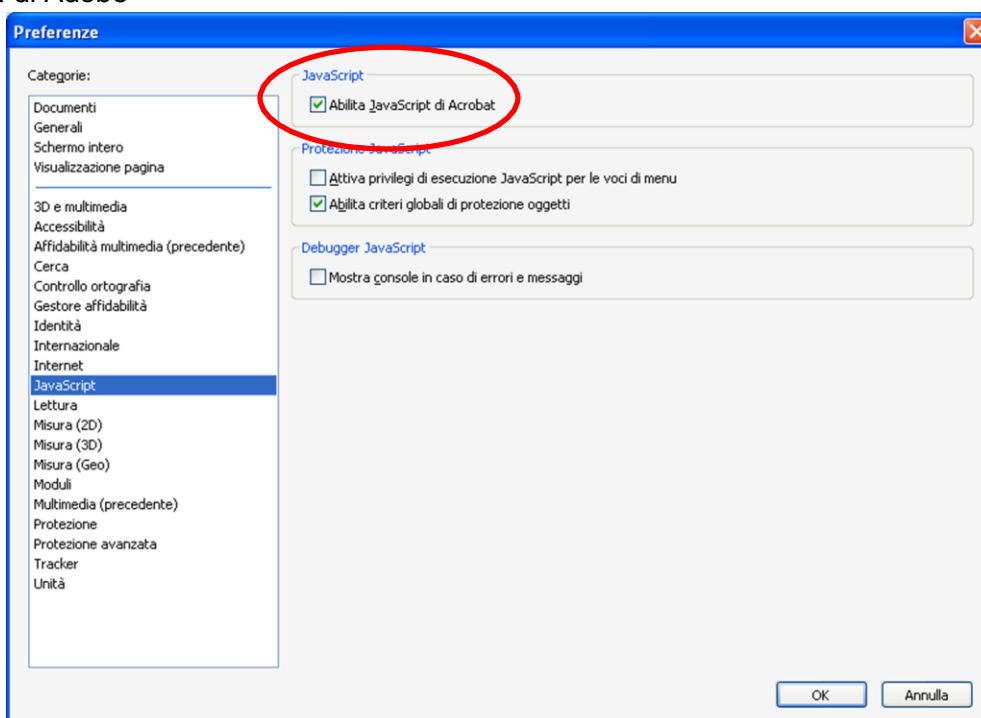 di Adobe
Preferenze
Categorie:
Documenti
Generali
Schermo intero
Visualizzazione pagina
3D e multimedia
Accessibilità
Affidabilità multimedia (precedente)
Cerca
Controllo ortografia
Gestore affidabilità
Identità
Internazionale
Internet
JavaScript
Lettura
Misura (2D)
Misura (3D)
Misura (Geo)
Moduli
Multimedia (precedente)
Protezione
Protezione avanzata
Tracker
Unità
JavaScript
Abilita JavaScript di Acrobat
Protezione JavaScript
Attiva privilegi di esecuzione JavaScript per le voci di menu
Abilita criteri globali di protezione oggetti
Debugger JavaScript
Mostra console in caso di errori e messaggi
OK
Annulla